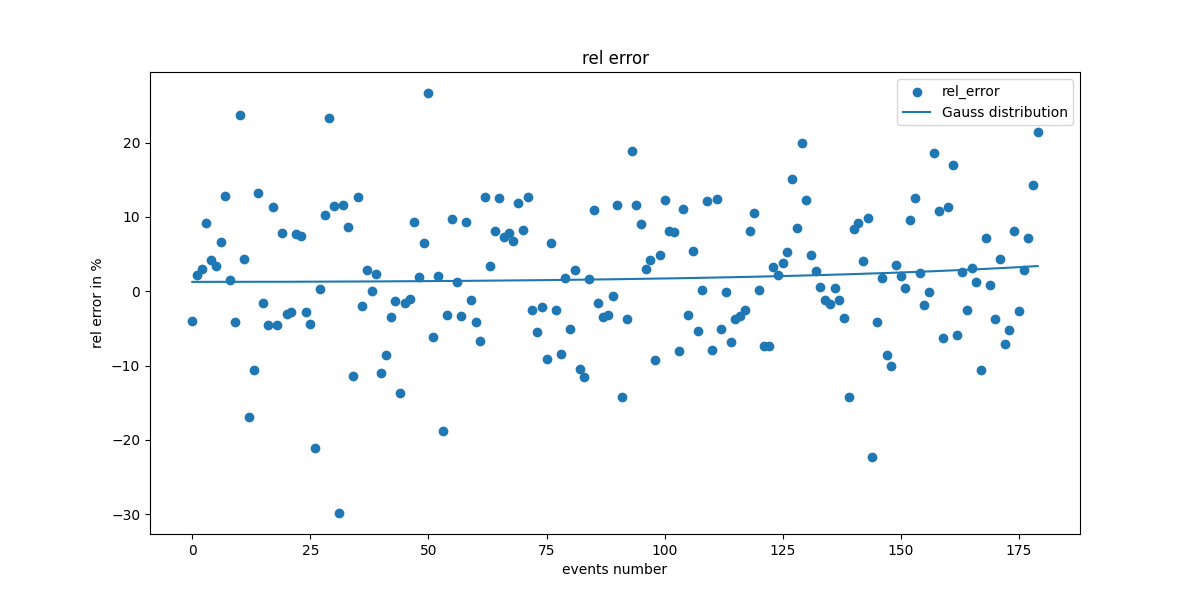 rel error
rel_error
Gauss distribution
rel error in %
20
10
0
−10
−20
−30
0 25 50 75 100 125 150 175
events number